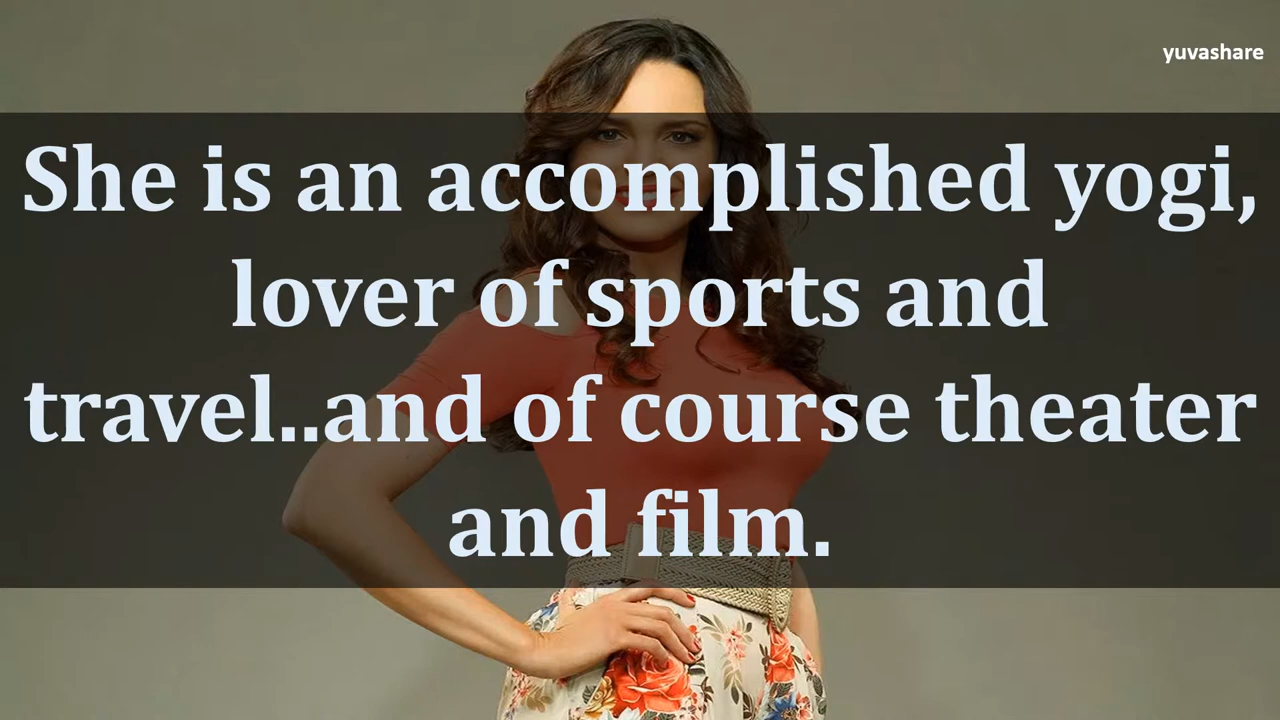 yuvashare
She is an accomplished yogi,
lover of sports and
travel..and of course theater
and film.